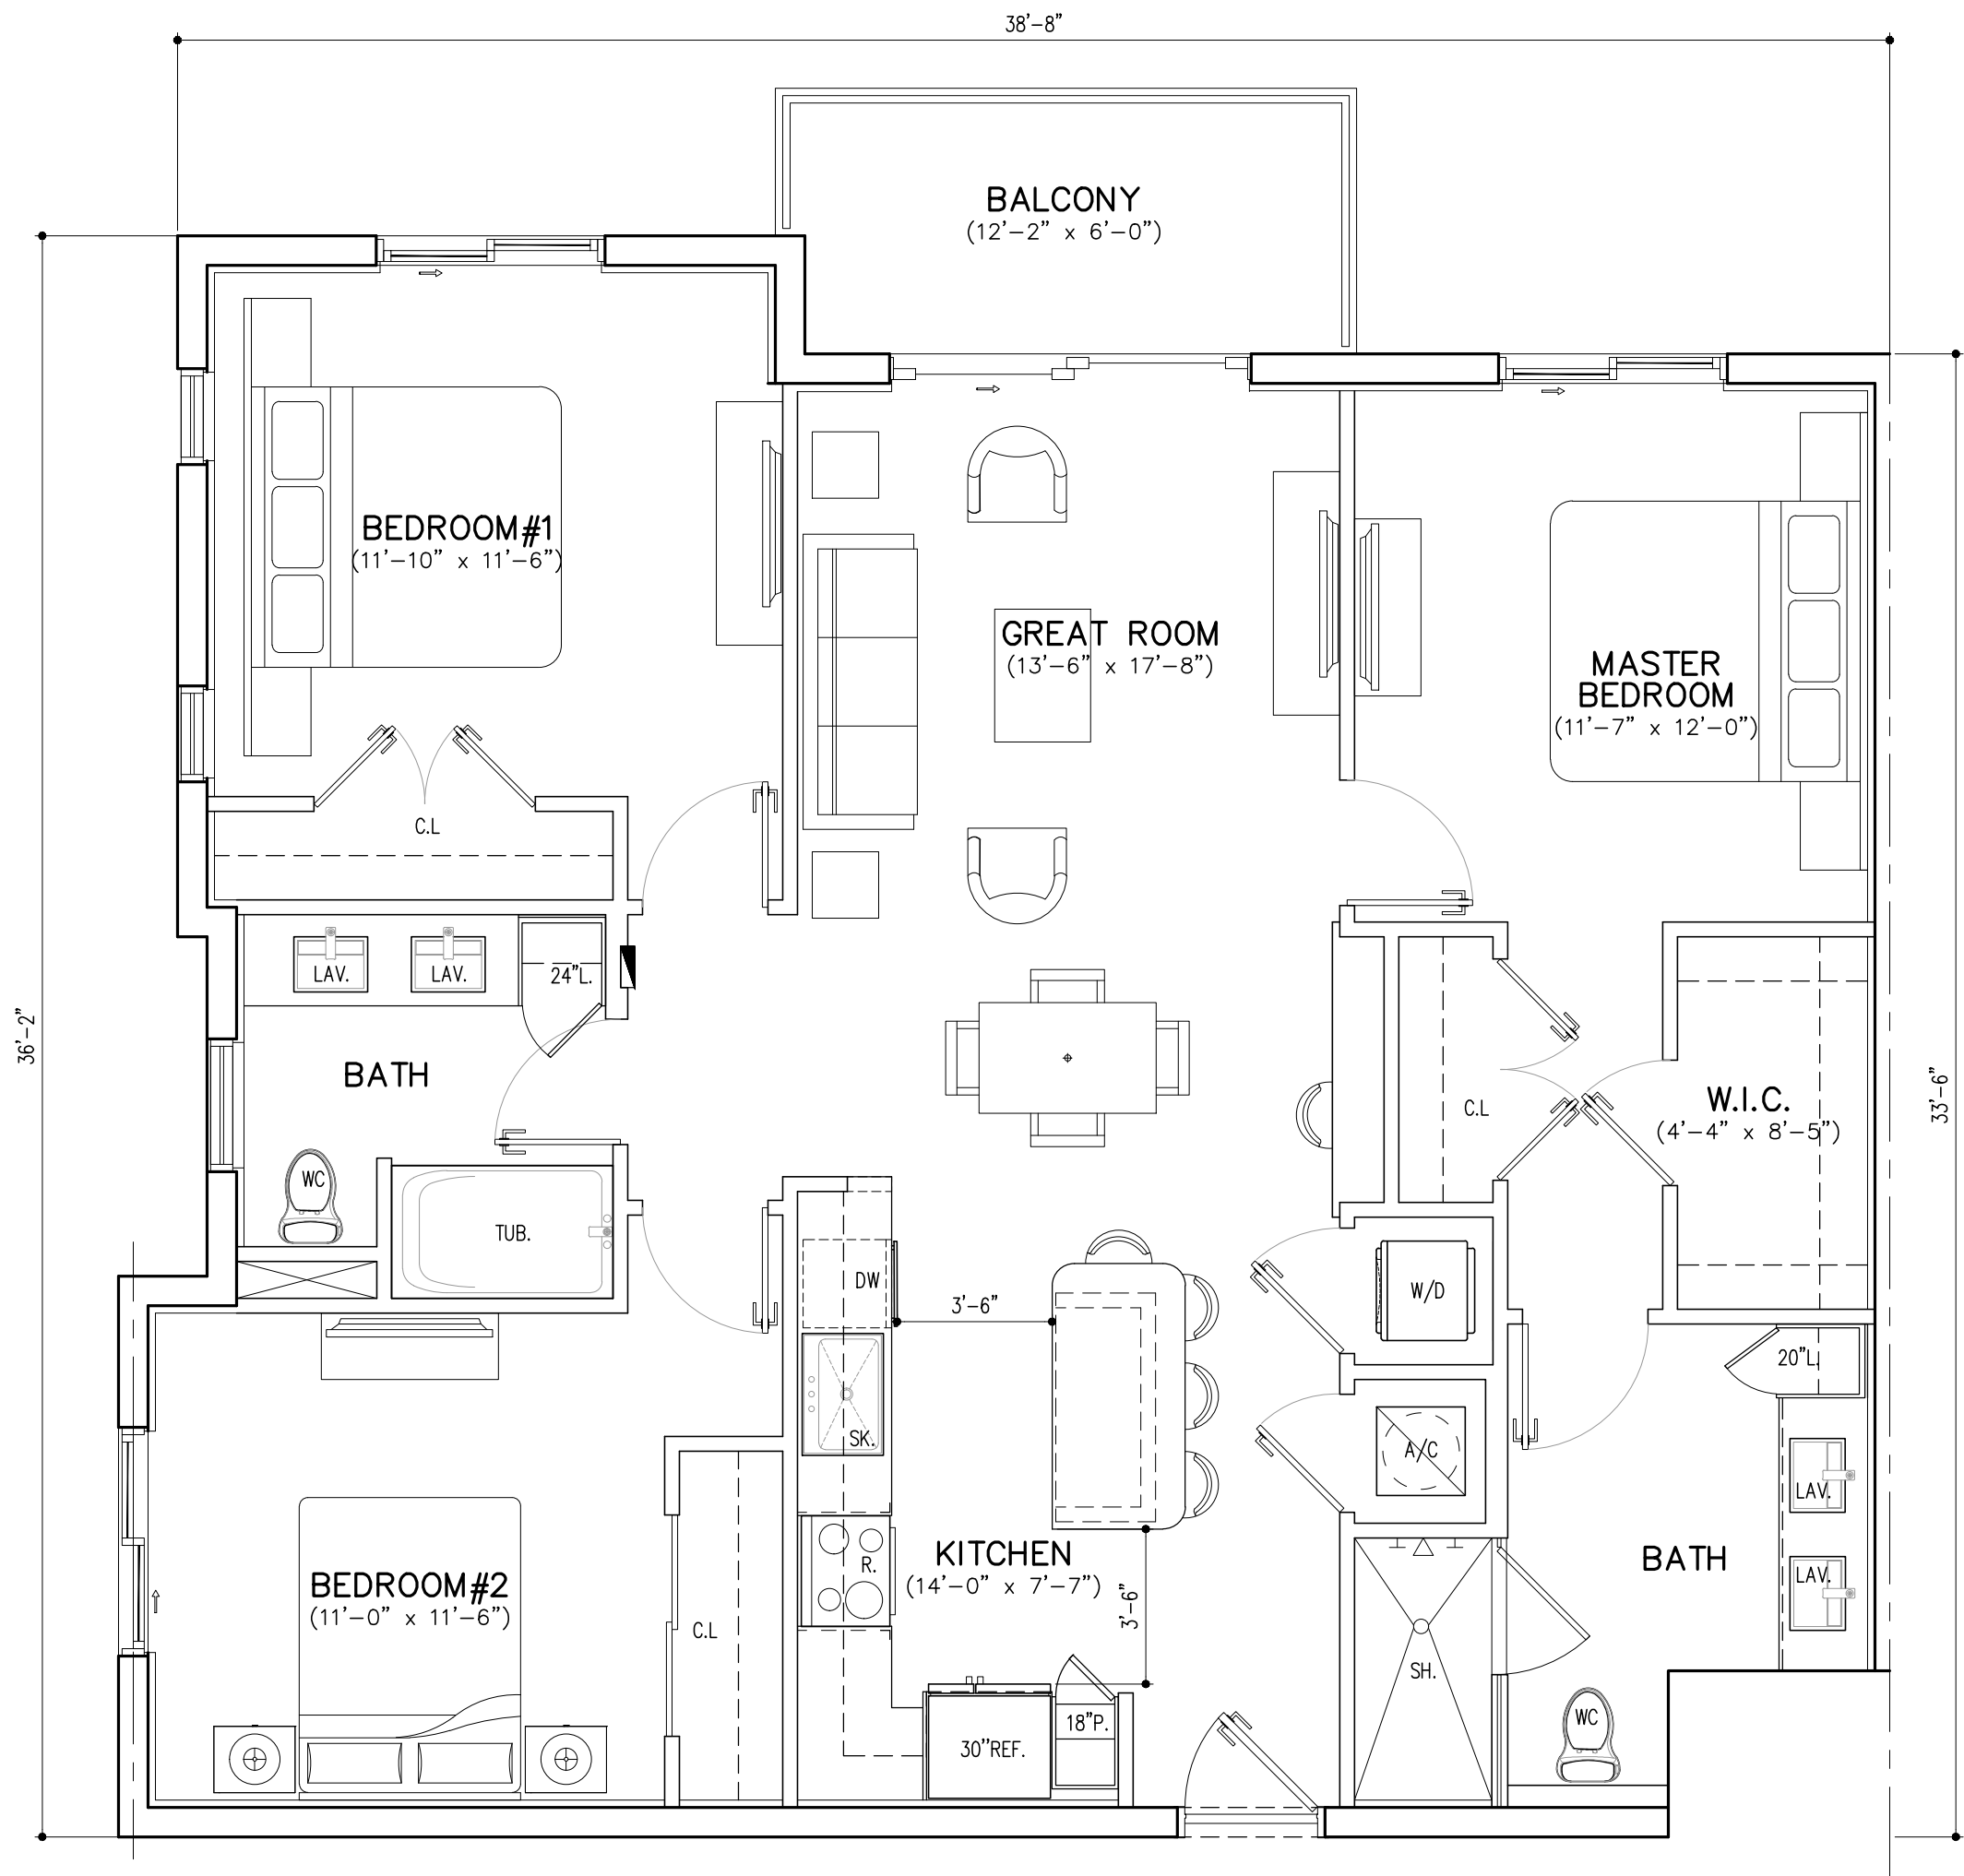 38'-8"
BALCONY
(12'-2" x 6'-0")
BEDROOM#1
(11'-10" x 11'-6")
GREAT ROOM
(13'-6" x 17'-8")
MASTER
BEDROOM
(11'-7" x 12'-0")
C.L
LAV.
LAV.
24"L.
36'-2"
BATH
C.L
W.I.C.
(4'-4" x 8'-5")
33'-6"
WC
TUB.
DW
3'-6"
W/D
20"L.
SK.
A/C
LAV.
R.
KITCHEN
(14'-0" x 7'-7")
3'-6"
BATH
LAV.
BEDROOM#2
(11'-0" x 11'-6")
C.L
SH.
18"P.
WC
30"REF.